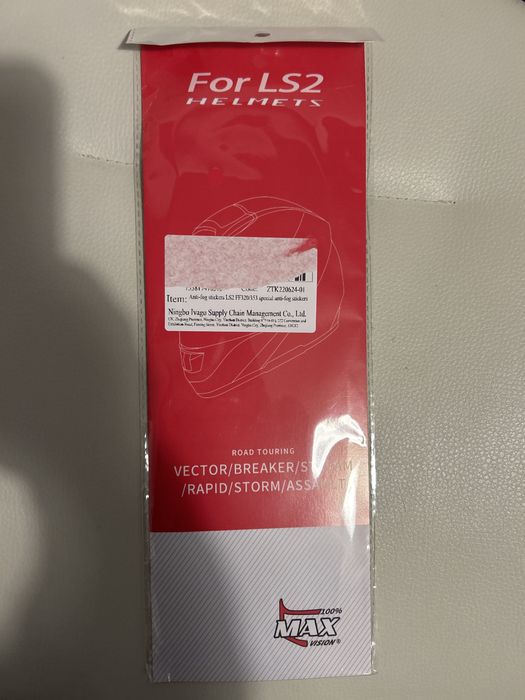 For LS2
HELMETS
Code: ZTK220624-01
Item: Anti-fog stickers LS2 FF320/353 special anti-fog stickers
Ningbo Ivagu Supply Chain Management Co., Ltd.
ROAD TOURING
VECTOR/BREAKER/
/RAPID/STORM/
100%
MAX
VISION®